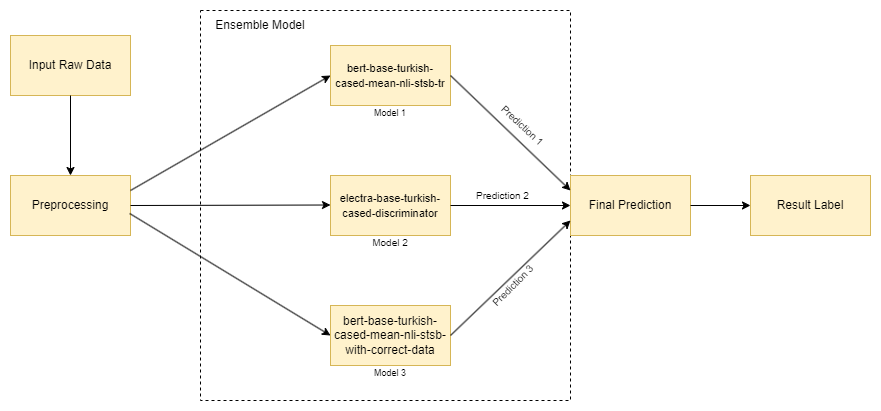 Ensemble Model
Input Raw Data
Preprocessing
bert-base-turkish-
cased-mean-nli-stsb-tr
Model 1
Prediction 1
electra-base-turkish-
cased-discriminator
Model 2
Prediction 2
bert-base-turkish-
cased-mean-nli-stsb-
with-correct-data
Model 3
Prediction 3
Final Prediction
Result Label